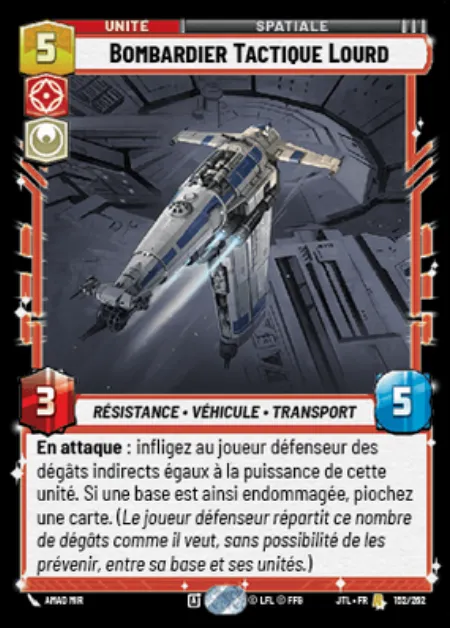 UNITÉ SPATIALE
5 BOMBARDIER TACTIQUE LOURD
3 RÉSISTANCE • VÉHICULE • TRANSPORT 5
En attaque : infligez au joueur défenseur des
dégâts indirects égaux à la puissance de cette
unité. Si une base est ainsi endommagée, piochez
une carte. (Le joueur défenseur répartit ce nombre
de dégâts comme il veut, sans possibilité de les
prévenir, entre sa base et ses unités.)
AMAD MIR A © LFL © FFG JTL • FR 162/262